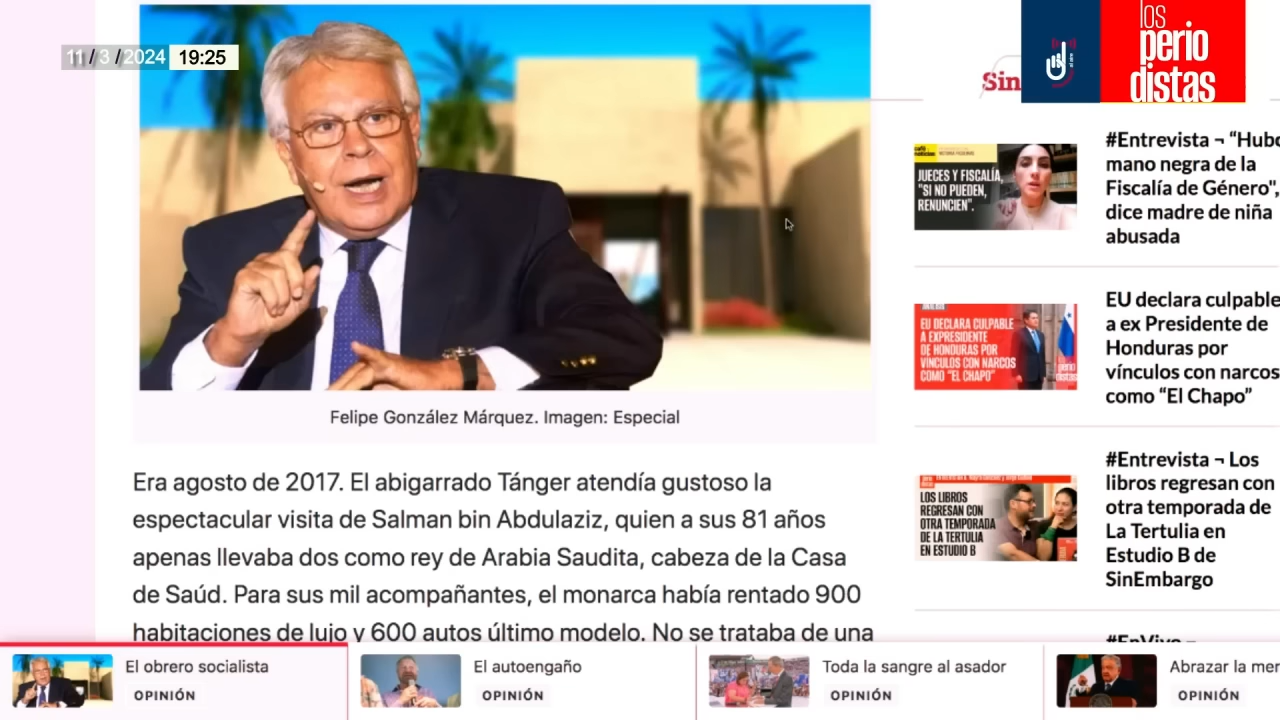 11 / 3 / 2024 19:25
los
perio
distas
Sin
Felipe González Márquez. Imagen: Especial
Era agosto de 2017. El abigarrado Tánger atendía gustoso la
espectacular visita de Salman bin Abdulaziz, quien a sus 81 años
apenas llevaba dos como rey de Arabia Saudita, cabeza de la Casa
de Saúd. Para sus mil acompañantes, el monarca había rentado 900
habitaciones de lujo y 600 autos último modelo. No se trataba de una
JUECES Y FISCALÍA,
"SI NO PUEDEN,
RENUNCIEN".
#Entrevista ¬ “Hubo
mano negra de la
Fiscalía de Género",
dice madre de niña
abusada
EU DECLARA CULPABLE
A EXPRESIDENTE
DE HONDURAS POR
VÍNCULOS CON NARCOS
COMO “EL CHAPO”
EU declara culpable
a ex Presidente de
Honduras por
vínculos con narcos
como “El Chapo”
LOS LIBROS
REGRESAN CON
OTRA TEMPORADA
DE LA TERTULIA
EN ESTUDIO B
#Entrevista ¬ Los
libros regresan con
otra temporada de
La Tertulia en
Estudio B de
SinEmbargo
#EnVivo –
El obrero socialista
OPINIÓN
El autoengaño
OPINIÓN
Toda la sangre al asador
OPINIÓN
Abrazar la mer
OPINIÓN